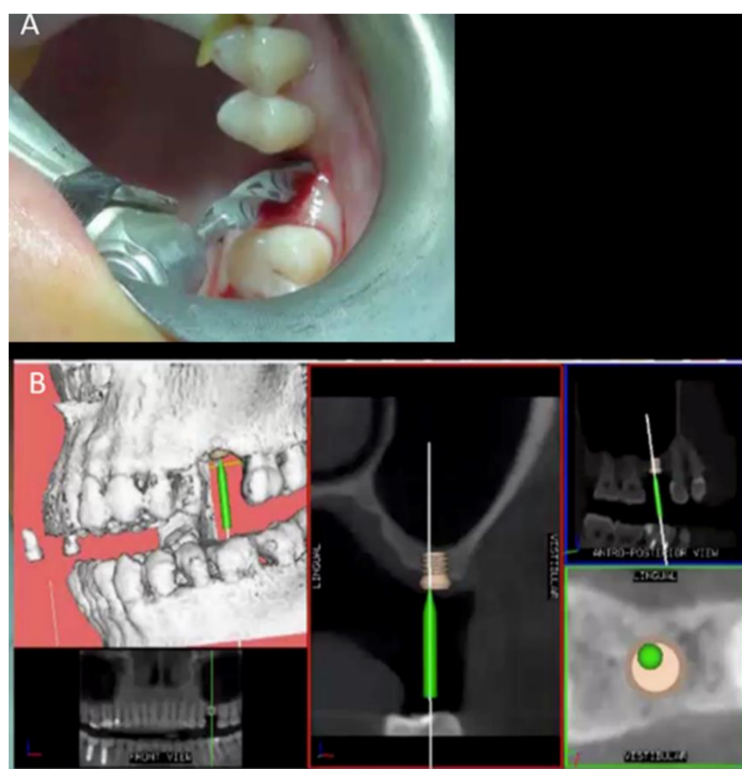 A
B
LINGUAL
VESTIBULAR
ANTRO-POSTERIOR VIEW
LINGUAL
FRONT VIEW
VESTIBULAR